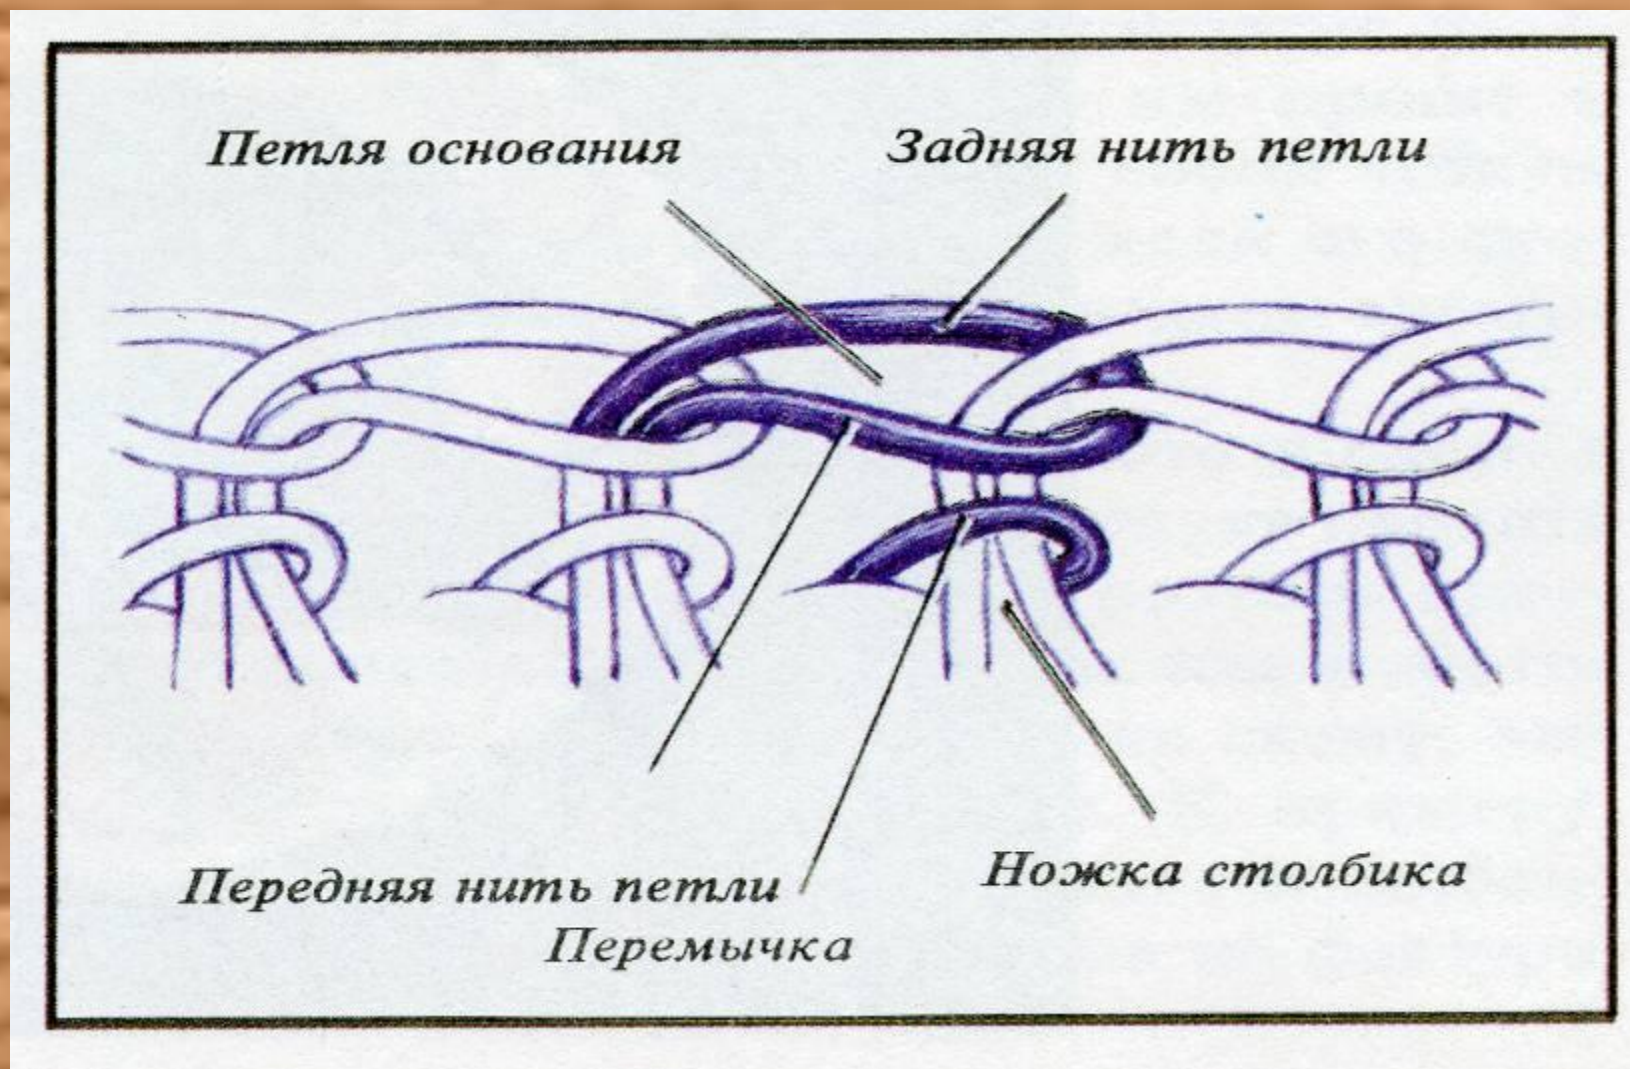 Петля основания
Задняя нить петли
Передняя нить петли
Перемычка
Ножка столбика